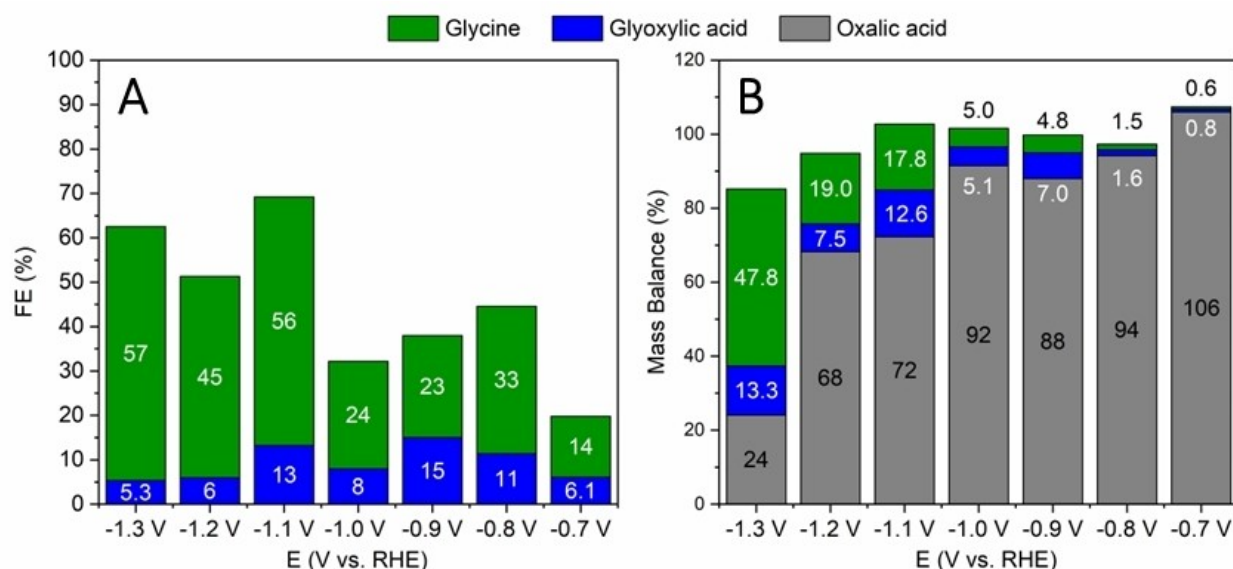 Glycine Glyoxylic acid Oxalic acid
A
FE (%)
100
90
80
70
60
50
40
30
20
10
0
57 45 56 24 23 33 14
5.3 6 13 8 15 11 6.1
-1.3 V -1.2 V -1.1 V -1.0 V -0.9 V -0.8 V -0.7 V
E (V vs. RHE)
B
Mass Balance (%)
120
100
80
60
40
20
0
47.8 19.0 17.8 5.0 4.8 1.5 0.6
13.3 7.5 12.6 5.1 7.0 1.6 0.8
24 68 72 92 88 94 106
-1.3 V -1.2 V -1.1 V -1.0 V -0.9 V -0.8 V -0.7 V
E (V vs. RHE)